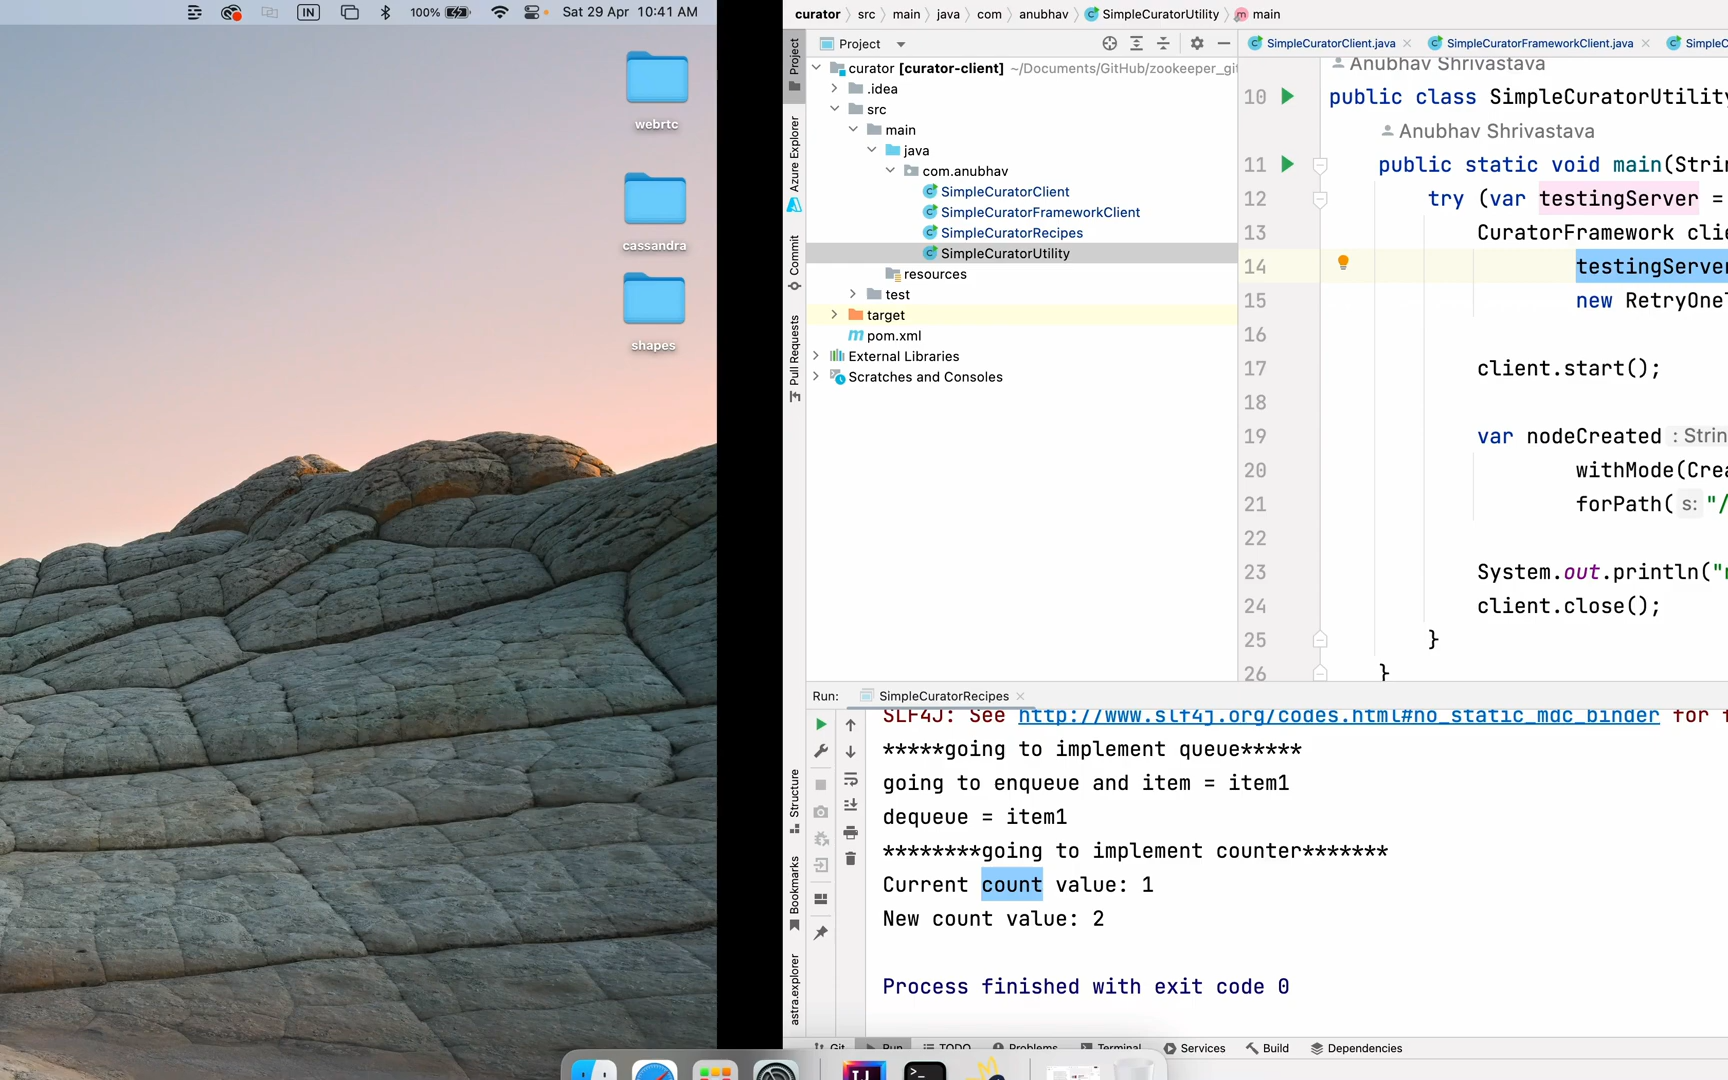 IN
100%
Sat 29 Apr 10:41 AM
webrtc
cassandra
shapes
curator src main java com anubhav SimpleCuratorUtility m main
Project
SimpleCuratorClient.java
SimpleCuratorFrameworkClient.java
SimpleC
curator [curator-client] ~/Documents/GitHub/zookeeper_gi
.idea
src
main
java
com.anubhav
SimpleCuratorClient
SimpleCuratorFrameworkClient
SimpleCuratorRecipes
SimpleCuratorUtility
resources
test
target
pom.xml
External Libraries
Scratches and Consoles
Project
Azure Explorer
Commit
Pull Requests
Structure
Bookmarks
astra.explorer
Anubhav Shrivastava
10 public class SimpleCuratorUtility
Anubhav Shrivastava
11 public static void main(Strin
12 try (var testingServer =
13 CuratorFramework clie
14 testingServer
15 new RetryOneT
16
17 client.start();
18
19 var nodeCreated : String
20 withMode(Crea
21 forPath( s: "/
22
23 System.out.println("n
24 client.close();
25 }
26 }
Run: SimpleCuratorRecipes
SLF4J: See http://www.slf4j.org/codes.html#no_static_mdc_binder for f
*****going to implement queue*****
going to enqueue and item = item1
dequeue = item1
********going to implement counter*******
Current count value: 1
New count value: 2
Process finished with exit code 0
Git
Run
TODO
Problems
Terminal
Services
Build
Dependencies